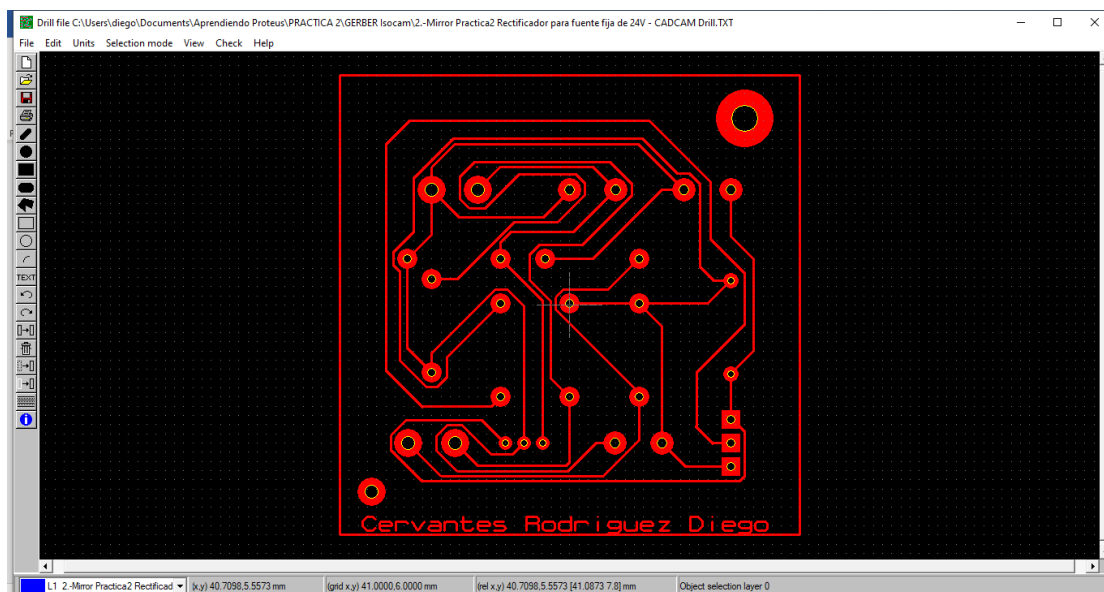 Drill file C:\Users\diego\Documents\Aprendiendo Proteus\PRACTICA 2\GERBER Isocam\2.-Mirror Practica2 Rectificador para fuente fija de 24V - CADCAM Drill.TXT
File Edit Units Selection mode View Check Help
TEXT
Cervantes Rodriguez Diego
L1 2.-Mirror Practica2 Rectificad (x,y) 40.7098,5.5573 mm (grid x,y) 41.0000,6.0000 mm (rel x,y) 40.7098,5.5573 [41.0873 7.8] mm Object selection layer 0